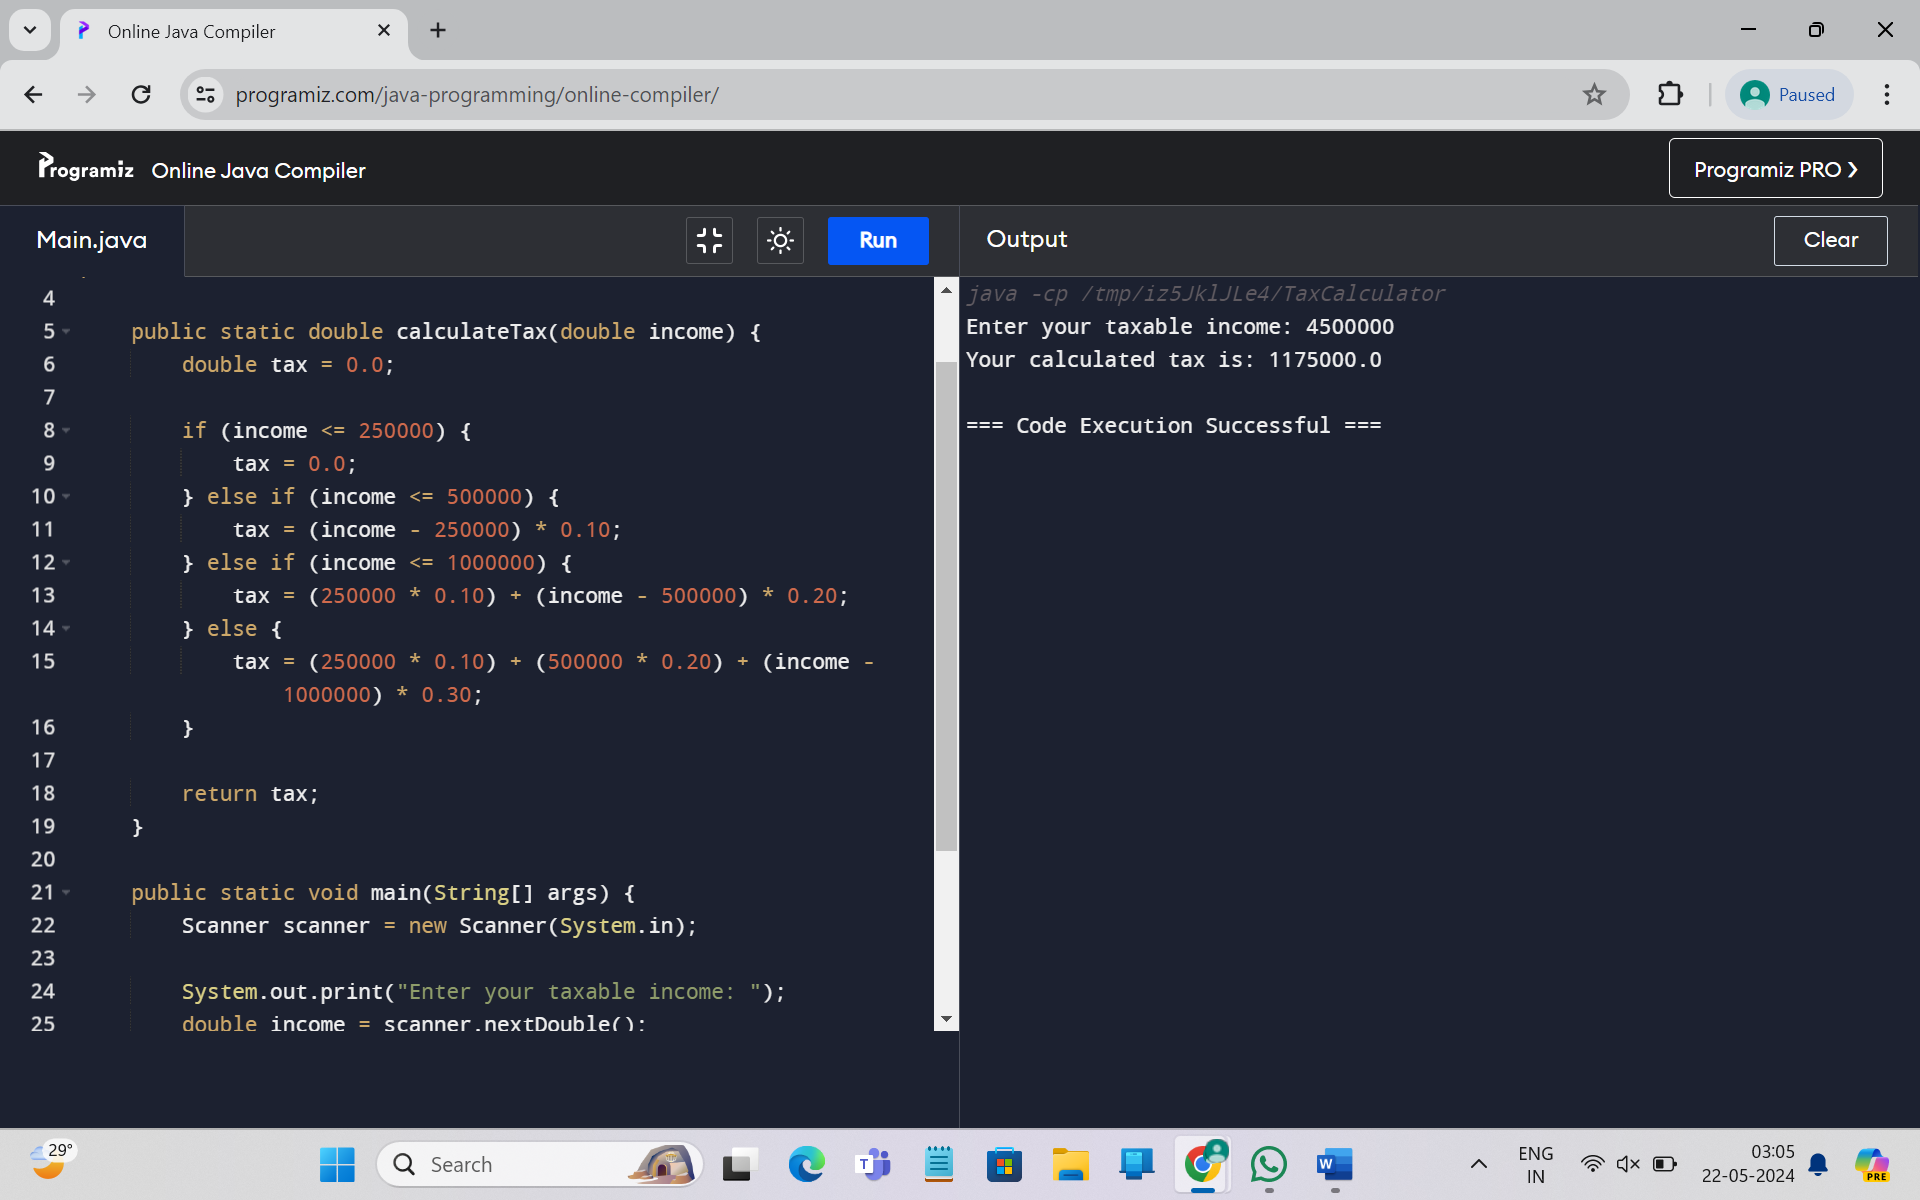 Online Java Compiler
programiz.com/java-programming/online-compiler/
Paused
Programiz Online Java Compiler
Programiz PRO ❯
Main.java
Run
Output
Clear
4
5 public static double calculateTax(double income) {
6 double tax = 0.0;
7
8 if (income <= 250000) {
9 tax = 0.0;
10 } else if (income <= 500000) {
11 tax = (income - 250000) * 0.10;
12 } else if (income <= 1000000) {
13 tax = (250000 * 0.10) + (income - 500000) * 0.20;
14 } else {
15 tax = (250000 * 0.10) + (500000 * 0.20) + (income -
1000000) * 0.30;
16 }
17
18 return tax;
19 }
20
21 public static void main(String[] args) {
22 Scanner scanner = new Scanner(System.in);
23
24 System.out.print("Enter your taxable income: ");
25 double income = scanner.nextDouble();
java -cp /tmp/iz5JklJLe4/TaxCalculator
Enter your taxable income: 4500000
Your calculated tax is: 1175000.0
=== Code Execution Successful ===
29°
Search
ENG
IN
03:05
22-05-2024
PRE